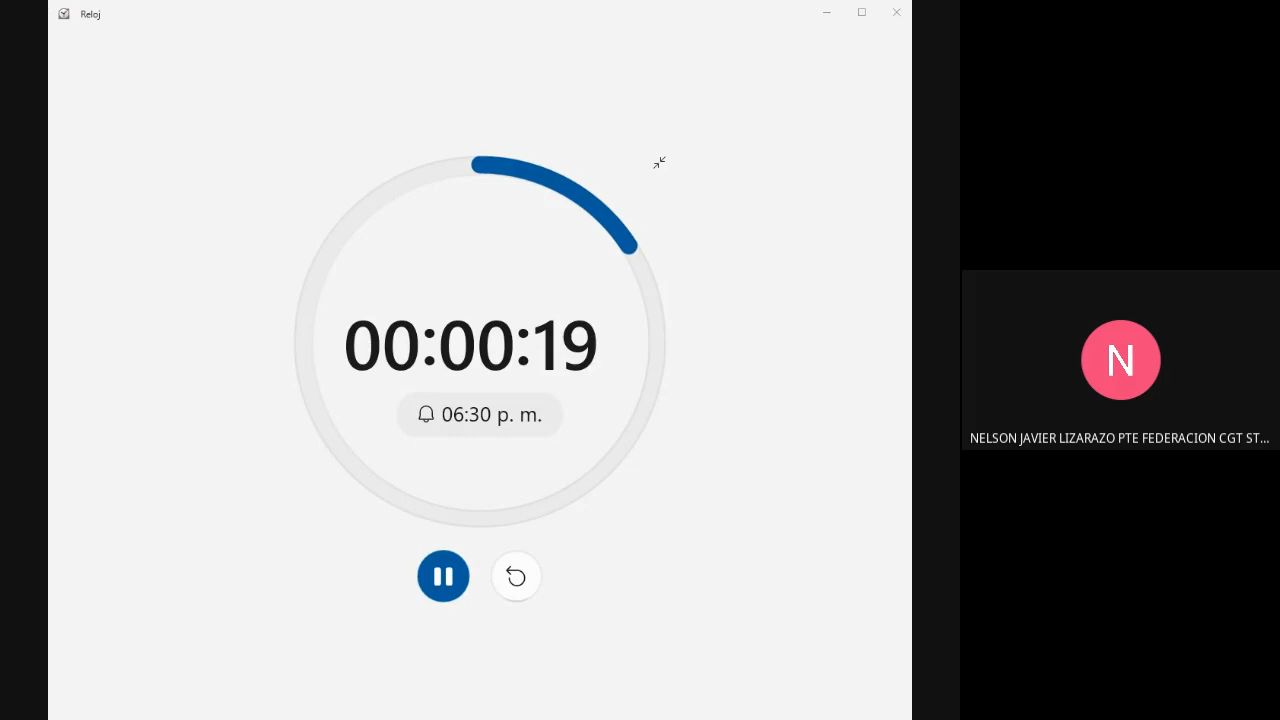 Reloj
00:00:19
06:30 p. m.
N
NELSON JAVIER LIZARAZO PTE FEDERACION CGT ST...